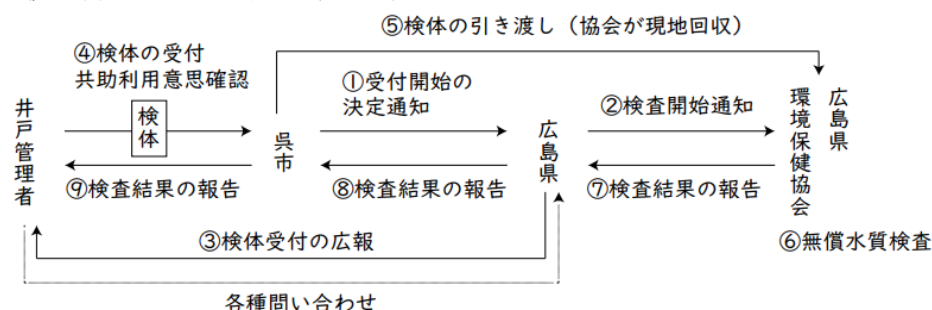 ⑤検体の引き渡し（協会が現地回収）
④検体の受付
共助利用意思確認
①受付開始の
決定通知
②検査開始通知
井戸管理者
検体
呉市
広島県
広島県
環境保健協会
⑨検査結果の報告
⑧検査結果の報告
⑦検査結果の報告
③検体受付の広報
⑥無償水質検査
各種問い合わせ